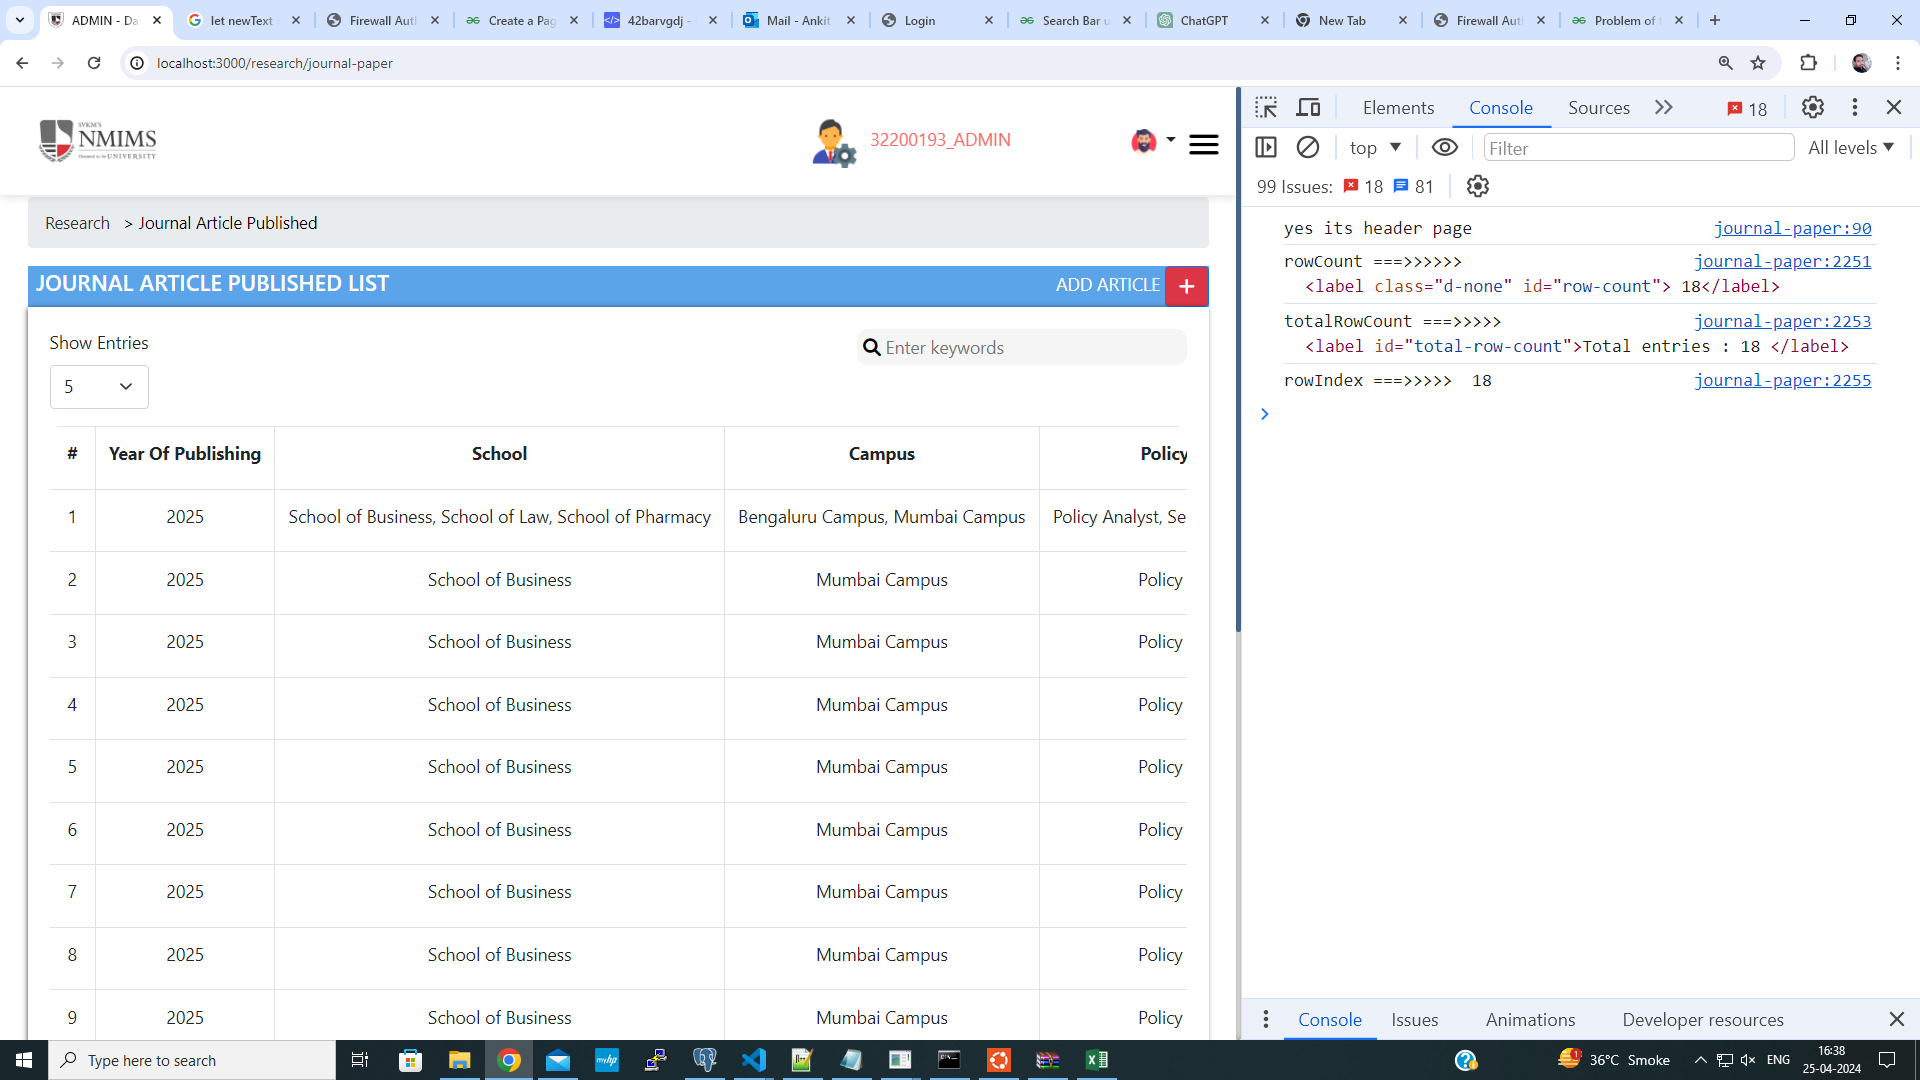 ADMIN - Da
let newText
Firewall Aut
Create a Pag
42barvgdj -
Mail - Ankit
Login
Search Bar u
ChatGPT
New Tab
Firewall Aut
Problem of
localhost:3000/research/journal-paper
SVKM'S
NMIMS
UNIVERSITY
32200193_ADMIN
Research > Journal Article Published
JOURNAL ARTICLE PUBLISHED LIST
ADD ARTICLE +
Show Entries
Enter keywords
5
# Year Of Publishing School Campus Policy
1 2025 School of Business, School of Law, School of Pharmacy Bengaluru Campus, Mumbai Campus Policy Analyst, Se
2 2025 School of Business Mumbai Campus Policy
3 2025 School of Business Mumbai Campus Policy
4 2025 School of Business Mumbai Campus Policy
5 2025 School of Business Mumbai Campus Policy
6 2025 School of Business Mumbai Campus Policy
7 2025 School of Business Mumbai Campus Policy
8 2025 School of Business Mumbai Campus Policy
9 2025 School of Business Mumbai Campus Policy
Elements Console Sources 18
top Filter All levels
99 Issues: 18 81
yes its header page journal-paper:90
rowCount ===>>>>>> journal-paper:2251
<label class="d-none" id="row-count"> 18</label>
totalRowCount ===>>>>> journal-paper:2253
<label id="total-row-count">Total entries : 18 </label>
rowIndex ===>>>>> 18 journal-paper:2255
Console Issues Animations Developer resources
Type here to search
myhp
1
36°C Smoke
ENG
16:38
25-04-2024